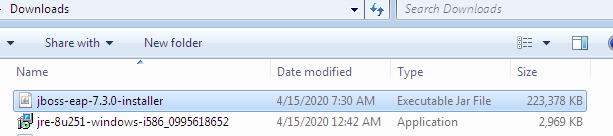 Downloads Search Downloads
Share with New folder
Name Date modified Type Size
jboss-eap-7.3.0-installer 4/15/2020 7:30 AM Executable Jar File 223,378 KB
jre-8u251-windows-i586_0995618652 4/15/2020 12:42 AM Application 2,969 KB